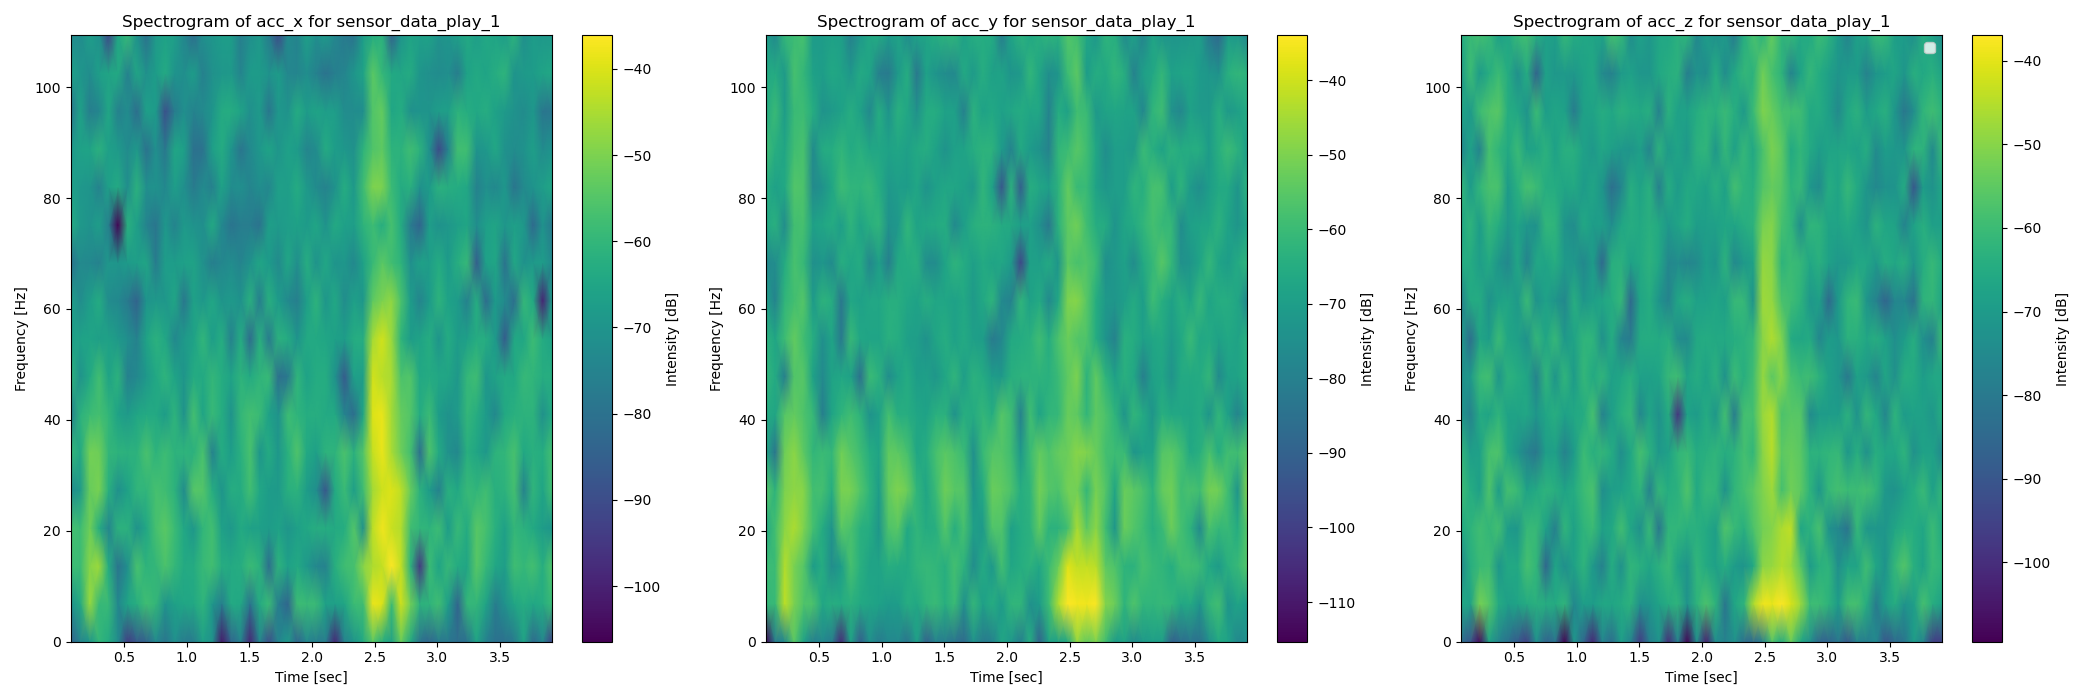 Spectrogram of acc_x for sensor_data_play_1
Frequency [Hz]
100
80
60
40
20
0
0.5 1.0 1.5 2.0 2.5 3.0 3.5
Time [sec]
−40
−50
−60
−70
−80
−90
−100
Intensity [dB]
Spectrogram of acc_y for sensor_data_play_1
Frequency [Hz]
100
80
60
40
20
0
0.5 1.0 1.5 2.0 2.5 3.0 3.5
Time [sec]
−40
−50
−60
−70
−80
−90
−100
−110
Intensity [dB]
Spectrogram of acc_z for sensor_data_play_1
Frequency [Hz]
100
80
60
40
20
0
0.5 1.0 1.5 2.0 2.5 3.0 3.5
Time [sec]
−40
−50
−60
−70
−80
−90
−100
Intensity [dB]